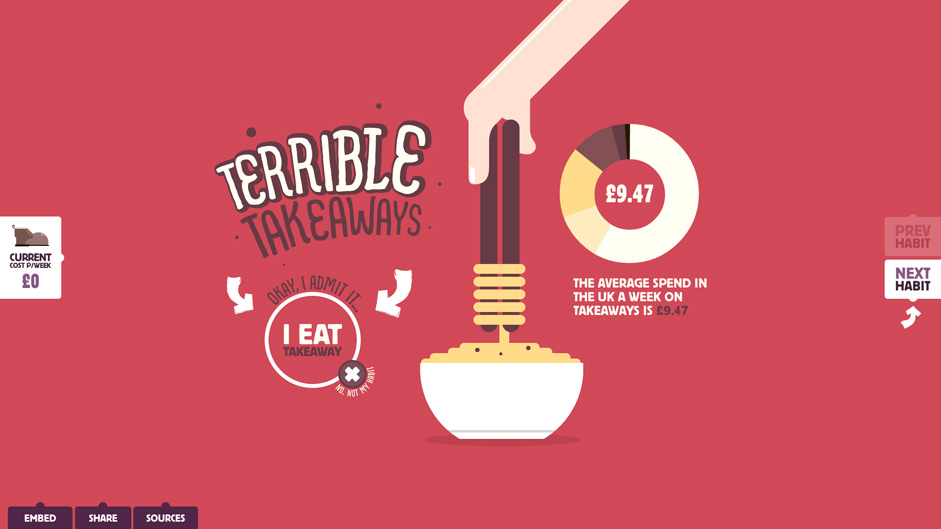 TERRIBLE
TAKEAWAYS
OKAY, I ADMIT IT...
I EAT
TAKEAWAY
NO, NOT MY HABIT
£9.47
THE AVERAGE SPEND IN
THE UK A WEEK ON
TAKEAWAYS IS £9.47
CURRENT
COST P/WEEK
£0
PREV
HABIT
NEXT
HABIT
EMBED
SHARE
SOURCES